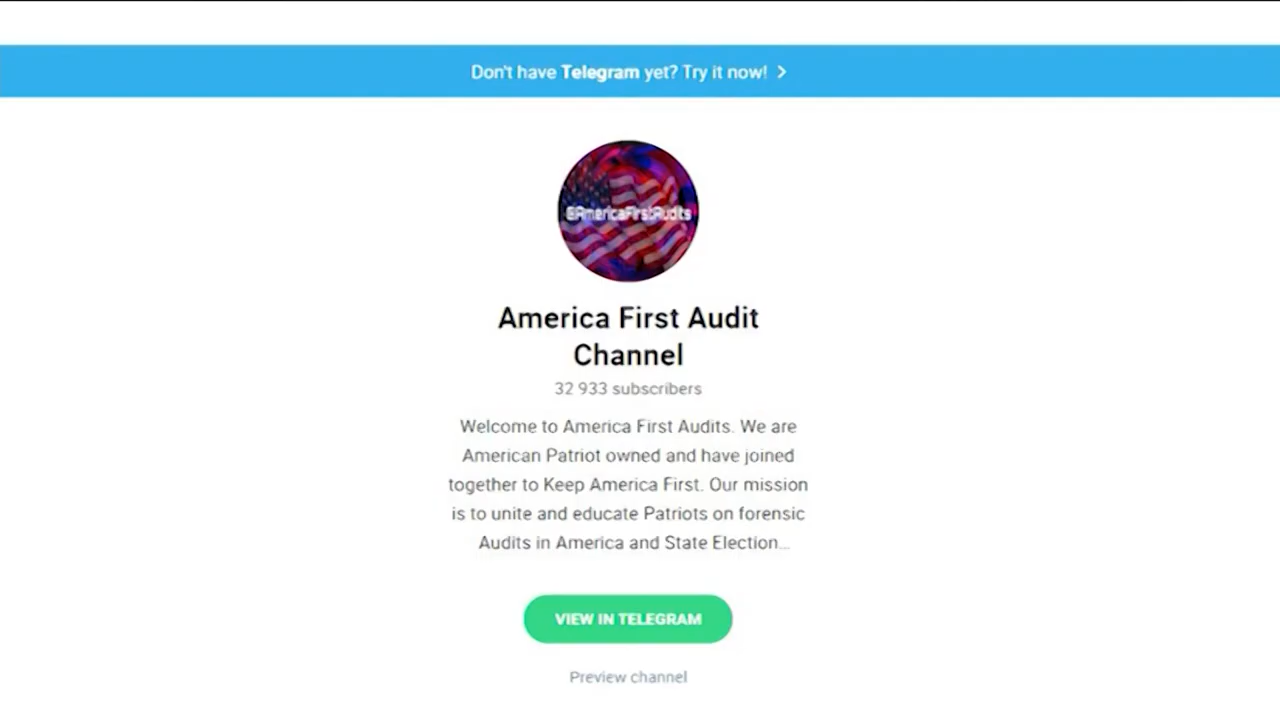 Don't have Telegram yet? Try it now!
@AmericaFirstAudits
America First Audit
Channel
32 933 subscribers
Welcome to America First Audits. We are
American Patriot owned and have joined
together to Keep America First. Our mission
is to unite and educate Patriots on forensic
Audits in America and State Election...
VIEW IN TELEGRAM
Preview channel